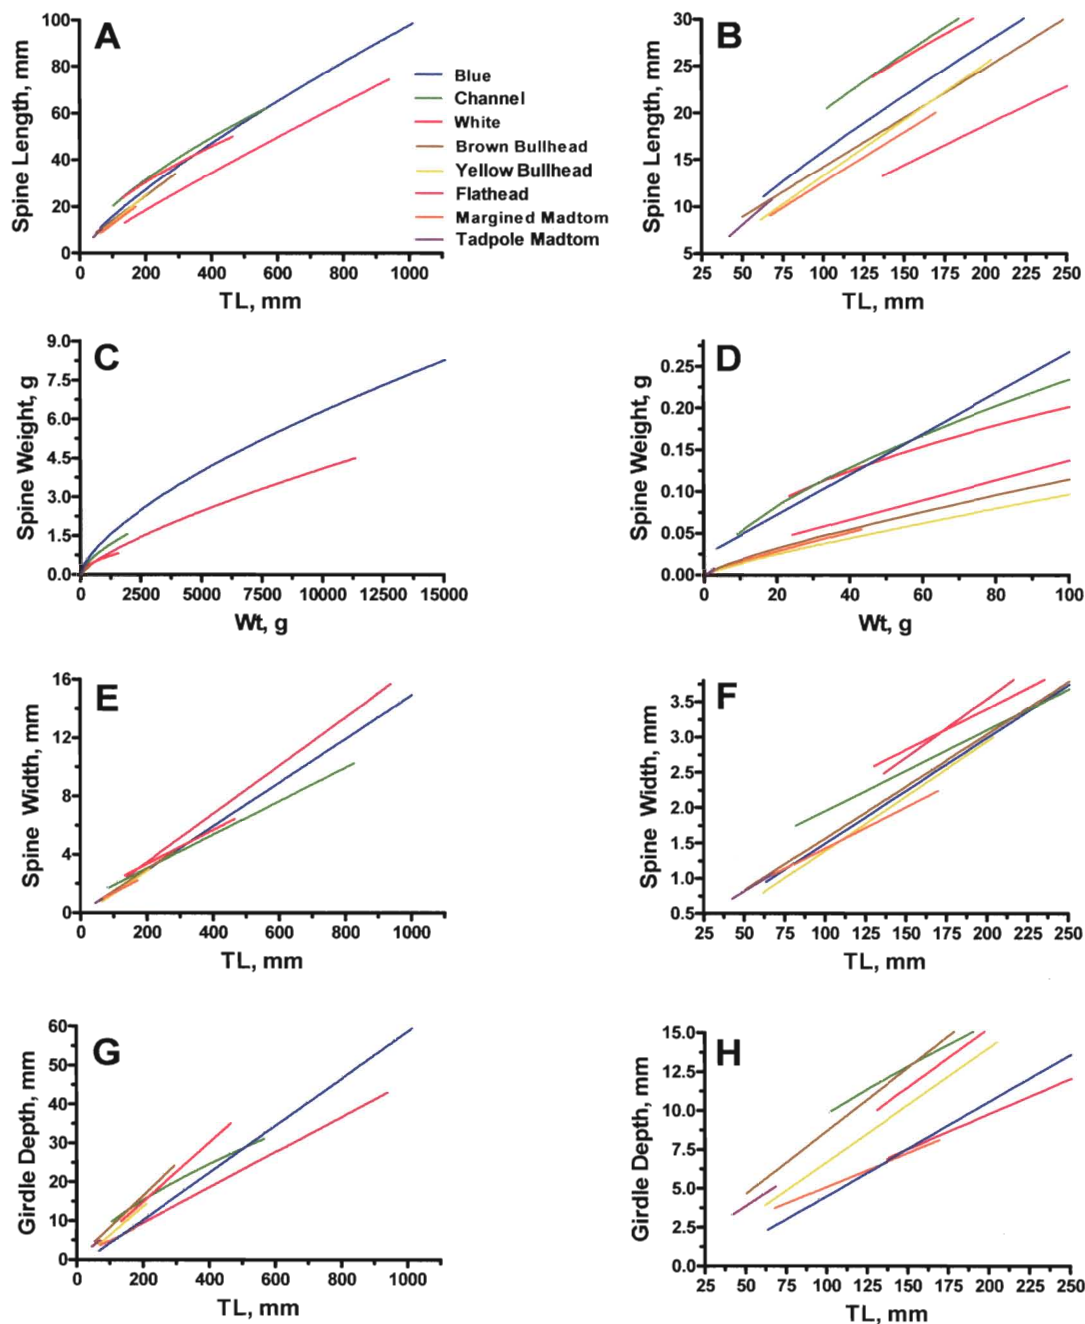 A
100
80
60
40
20
0
Spine Length, mm
0 200 400 600 800 1000
TL, mm
Blue
Channel
White
Brown Bullhead
Yellow Bullhead
Flathead
Margined Madtom
Tadpole Madtom
B
30
25
20
15
10
5
Spine Length, mm
25 50 75 100 125 150 175 200 225 250
TL, mm
C
9.0
7.5
6.0
4.5
3.0
1.5
0.0
Spine Weight, g
0 2500 5000 7500 10000 12500 15000
Wt, g
D
0.25
0.20
0.15
0.10
0.05
0.00
Spine Weight, g
0 20 40 60 80 100
Wt, g
E
16
12
8
4
0
Spine Width, mm
0 200 400 600 800 1000
TL, mm
F
3.5
3.0
2.5
2.0
1.5
1.0
0.5
Spine Width, mm
25 50 75 100 125 150 175 200 225 250
TL, mm
G
60
50
40
30
20
10
0
Girdle Depth, mm
0 200 400 600 800 1000
TL, mm
H
15.0
12.5
10.0
7.5
5.0
2.5
0.0
Girdle Depth, mm
25 50 75 100 125 150 175 200 225 250
TL, mm